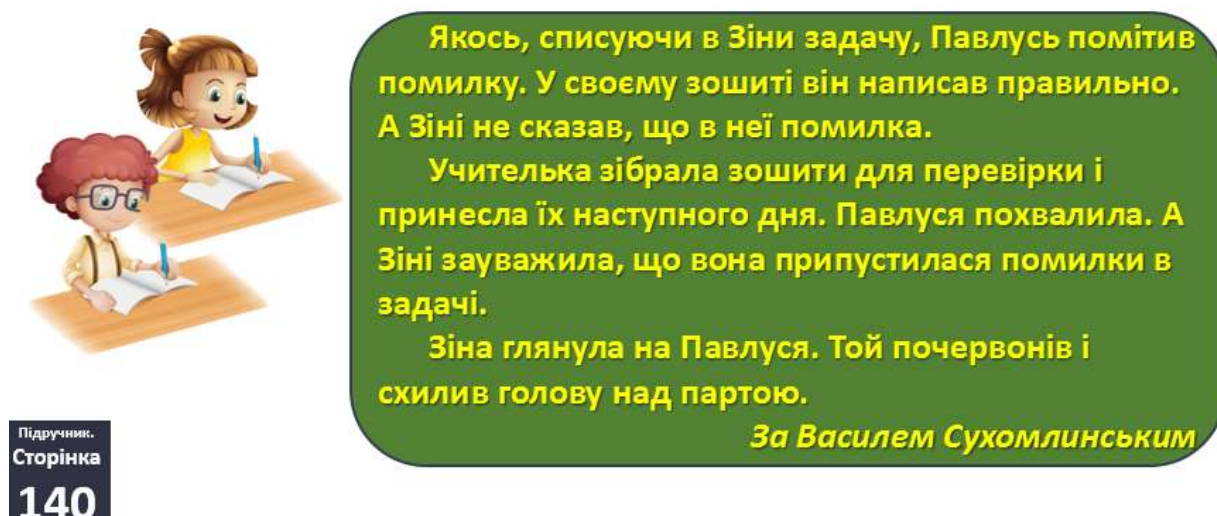 Якось, списуючи в Зіни задачу, Павлусь помітив
помилку. У своєму зошиті він написав правильно.
А Зіні не сказав, що в неї помилка.
Учителька зібрала зошити для перевірки і
принесла їх наступного дня. Павлуся похвалила. А
Зіні зауважила, що вона припустилася помилки в
задачі.
Зіна глянула на Павлуся. Той почервонів і
схилив голову над партою.
За Василем Сухомлинським
Підручник.
Сторінка
140